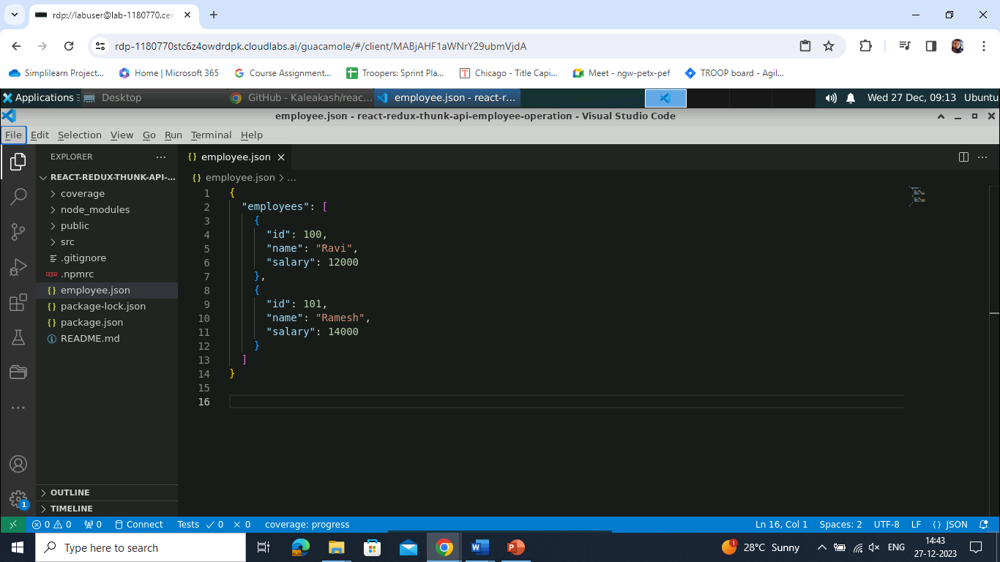 rdp://labuser@lab-1180770.cen
rdp-1180770stc6z4owdrdpk.cloudlabs.ai/guacamole/#/client/MABjAHF1aWNrY29ubmVjdA
Simplilearn Project... Home | Microsoft 365 Course Assignment... Troopers: Sprint Pla... Chicago - Title Capi... Meet - ngw-petx-pef TROOP board - Agil...
Applications Desktop GitHub - Kaleakash/reac... employee.json - react-r... Wed 27 Dec, 09:13 Ubuntu
employee.json - react-redux-thunk-api-employee-operation - Visual Studio Code
File Edit Selection View Go Run Terminal Help
EXPLORER ...
REACT-REDUX-THUNK-API-...
coverage
node_modules
public
src
.gitignore
.npmrc
employee.json
package-lock.json
package.json
README.md
OUTLINE
TIMELINE
{} employee.json
{} employee.json > ...
1 {
2 "employees": [
3 {
4 "id": 100,
5 "name": "Ravi",
6 "salary": 12000
7 },
8 {
9 "id": 101,
10 "name": "Ramesh",
11 "salary": 14000
12 }
13 ]
14 }
15
16
1
0 0 0 Connect Tests 0 0 coverage: progress Ln 16, Col 1 Spaces: 2 UTF-8 LF {} JSON
Type here to search
1 28°C Sunny ENG 14:43
27-12-2023